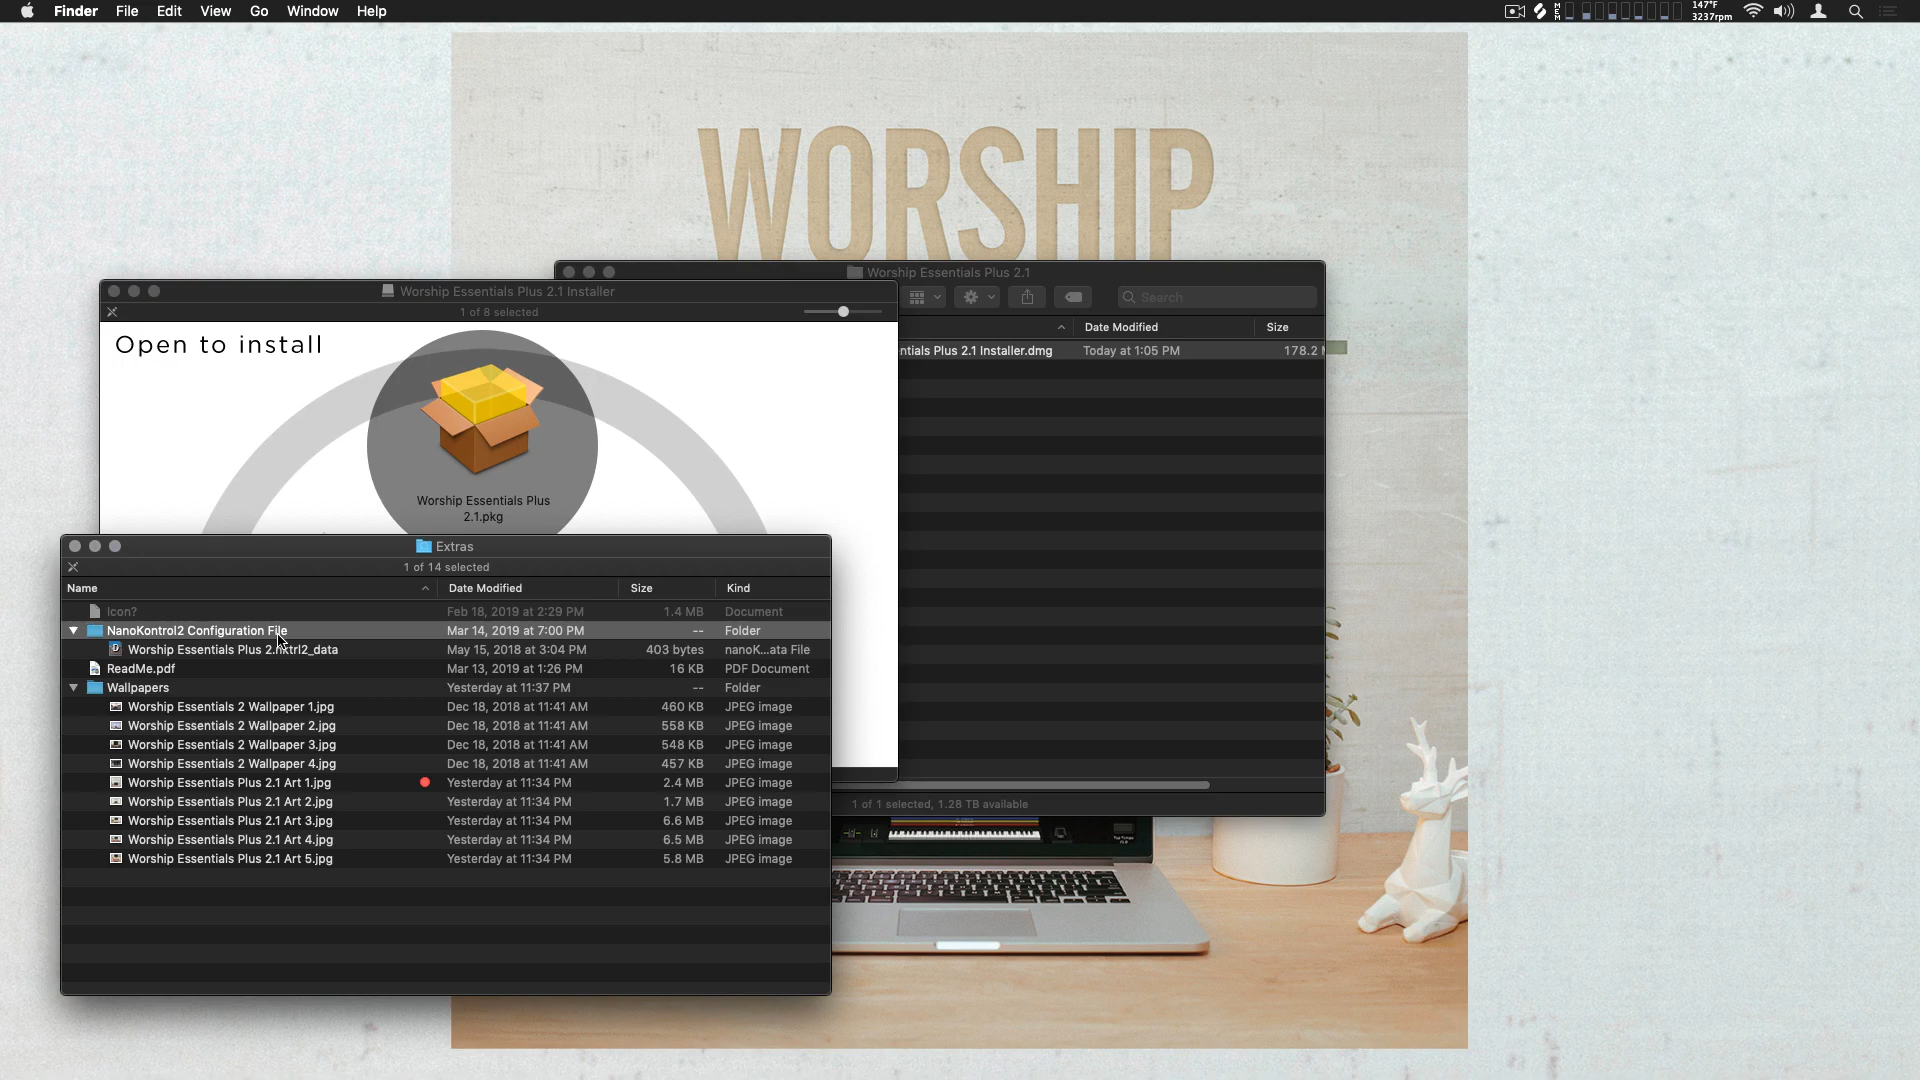 Finder File Edit View Go Window Help
MEM
147°F
3237rpm
WORSHIP
Worship Essentials Plus 2.1
Search
Date Modified Size
ntials Plus 2.1 Installer.dmg Today at 1:05 PM 178.2
1 of 1 selected, 1.28 TB available
Worship Essentials Plus 2.1 Installer
1 of 8 selected
Open to install
Worship Essentials Plus
2.1.pkg
Extras
1 of 14 selected
Name Date Modified Size Kind
Icon? Feb 18, 2019 at 2:29 PM 1.4 MB Document
NanoKontrol2 Configuration File Mar 14, 2019 at 7:00 PM -- Folder
Worship Essentials Plus 2.nktrl2_data May 15, 2018 at 3:04 PM 403 bytes nanoK...ata File
ReadMe.pdf Mar 13, 2019 at 1:26 PM 16 KB PDF Document
Wallpapers Yesterday at 11:37 PM -- Folder
Worship Essentials 2 Wallpaper 1.jpg Dec 18, 2018 at 11:41 AM 460 KB JPEG image
Worship Essentials 2 Wallpaper 2.jpg Dec 18, 2018 at 11:41 AM 558 KB JPEG image
Worship Essentials 2 Wallpaper 3.jpg Dec 18, 2018 at 11:41 AM 548 KB JPEG image
Worship Essentials 2 Wallpaper 4.jpg Dec 18, 2018 at 11:41 AM 457 KB JPEG image
Worship Essentials Plus 2.1 Art 1.jpg Yesterday at 11:34 PM 2.4 MB JPEG image
Worship Essentials Plus 2.1 Art 2.jpg Yesterday at 11:34 PM 1.7 MB JPEG image
Worship Essentials Plus 2.1 Art 3.jpg Yesterday at 11:34 PM 6.6 MB JPEG image
Worship Essentials Plus 2.1 Art 4.jpg Yesterday at 11:34 PM 6.5 MB JPEG image
Worship Essentials Plus 2.1 Art 5.jpg Yesterday at 11:34 PM 5.8 MB JPEG image